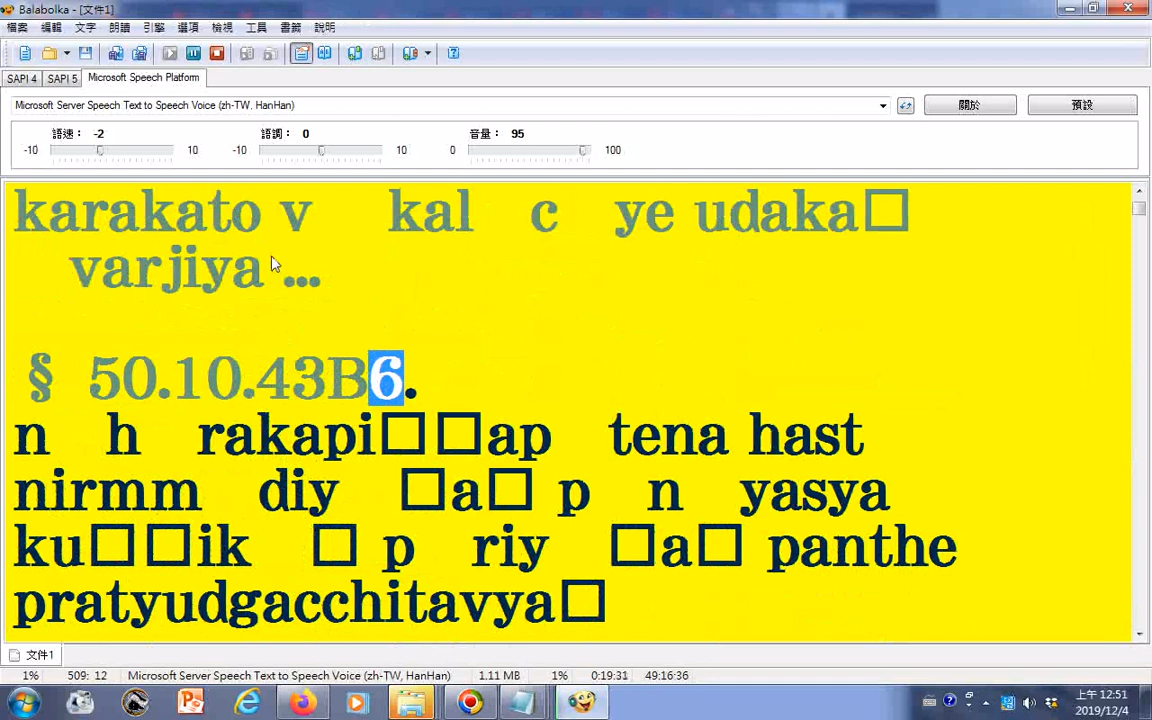 Balabolka - [文件1]
檔案 編輯 文字 朗讀 引擎 選項 檢視 工具 書籤 說明
SAPI 4 SAPI 5 Microsoft Speech Platform
Microsoft Server Speech Text to Speech Voice (zh-TW, HanHan) 關於 預設
語速： -2 語調： 0 音量： 95
-10 10 -10 10 0 100
karakato v kal c ye udaka□
varjiya ...
§ 50.10.43B6.
n h rakapi□□ap tena hast
nirmm diy □a□ p n yasya
ku□□ik □ p riy □a□ panthe
pratyudgacchitavya□
文件1
1% 509: 12 Microsoft Server Speech Text to Speech Voice (zh-TW, HanHan) 1.11 MB 1% 0:19:31 49:16:36
上午 12:51
2019/12/4